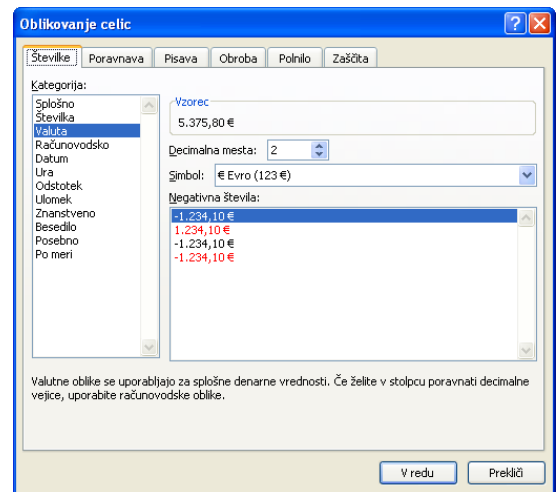 Oblikovanje celic
Številke Poravnava Pisava Obroba Polnilo Zaščita
Kategorija:
Splošno
Številka
Valuta
Računovodsko
Datum
Ura
Odstotek
Ulomek
Znanstveno
Besedilo
Posebno
Po meri
Vzorec
5.375,80 €
Decimalna mesta: 2
Simbol: € Evro (123 €)
Negativna števila:
-1.234,10 €
1.234,10 €
-1.234,10 €
-1.234,10 €
Valutne oblike se uporabljajo za splošne denarne vrednosti. Če želite v stolpcu poravnati decimalne
vejice, uporabite računovodske oblike.
V redu Prekliči